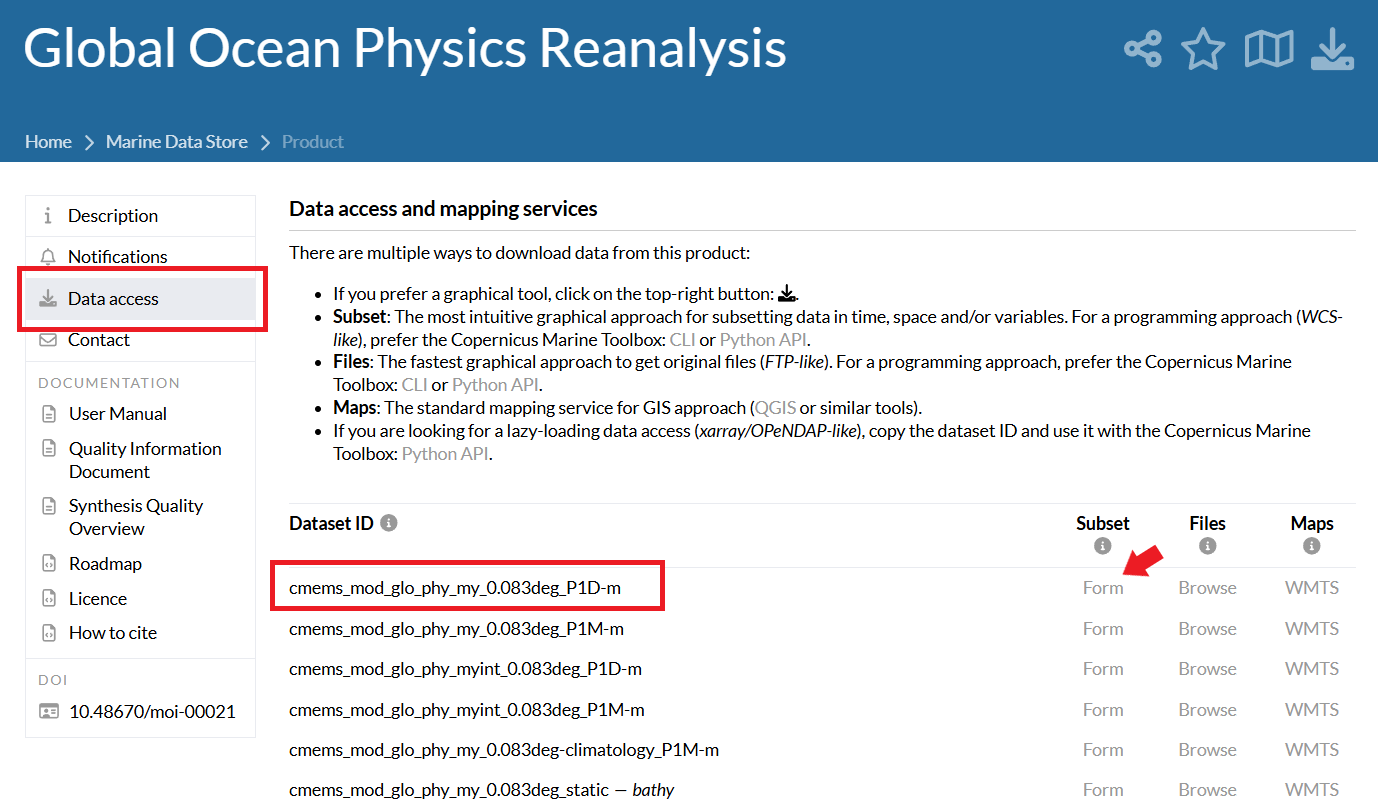 Global Ocean Physics Reanalysis
Home > Marine Data Store > Product
Description
Notifications
Data access
Contact
DOCUMENTATION
User Manual
Quality Information
Document
Synthesis Quality
Overview
Roadmap
Licence
How to cite
DOI
10.48670/moi-00021
Data access and mapping services
There are multiple ways to download data from this product:
• If you prefer a graphical tool, click on the top-right button: .
• Subset: The most intuitive graphical approach for subsetting data in time, space and/or variables. For a programming approach (WCS-
like), prefer the Copernicus Marine Toolbox: CLI or Python API.
• Files: The fastest graphical approach to get original files (FTP-like). For a programming approach, prefer the Copernicus Marine
Toolbox: CLI or Python API.
• Maps: The standard mapping service for GIS approach (QGIS or similar tools).
• If you are looking for a lazy-loading data access (xarray/OPeNDAP-like), copy the dataset ID and use it with the Copernicus Marine
Toolbox: Python API.
Dataset ID Subset Files Maps
cmems_mod_glo_phy_my_0.083deg_P1D-m Form Browse WMTS
cmems_mod_glo_phy_my_0.083deg_P1M-m Form Browse WMTS
cmems_mod_glo_phy_myint_0.083deg_P1D-m Form Browse WMTS
cmems_mod_glo_phy_myint_0.083deg_P1M-m Form Browse WMTS
cmems_mod_glo_phy_my_0.083deg-climatology_P1M-m Form Browse WMTS
cmems_mod_glo_phy_my_0.083deg_static — bathy Form Browse WMTS